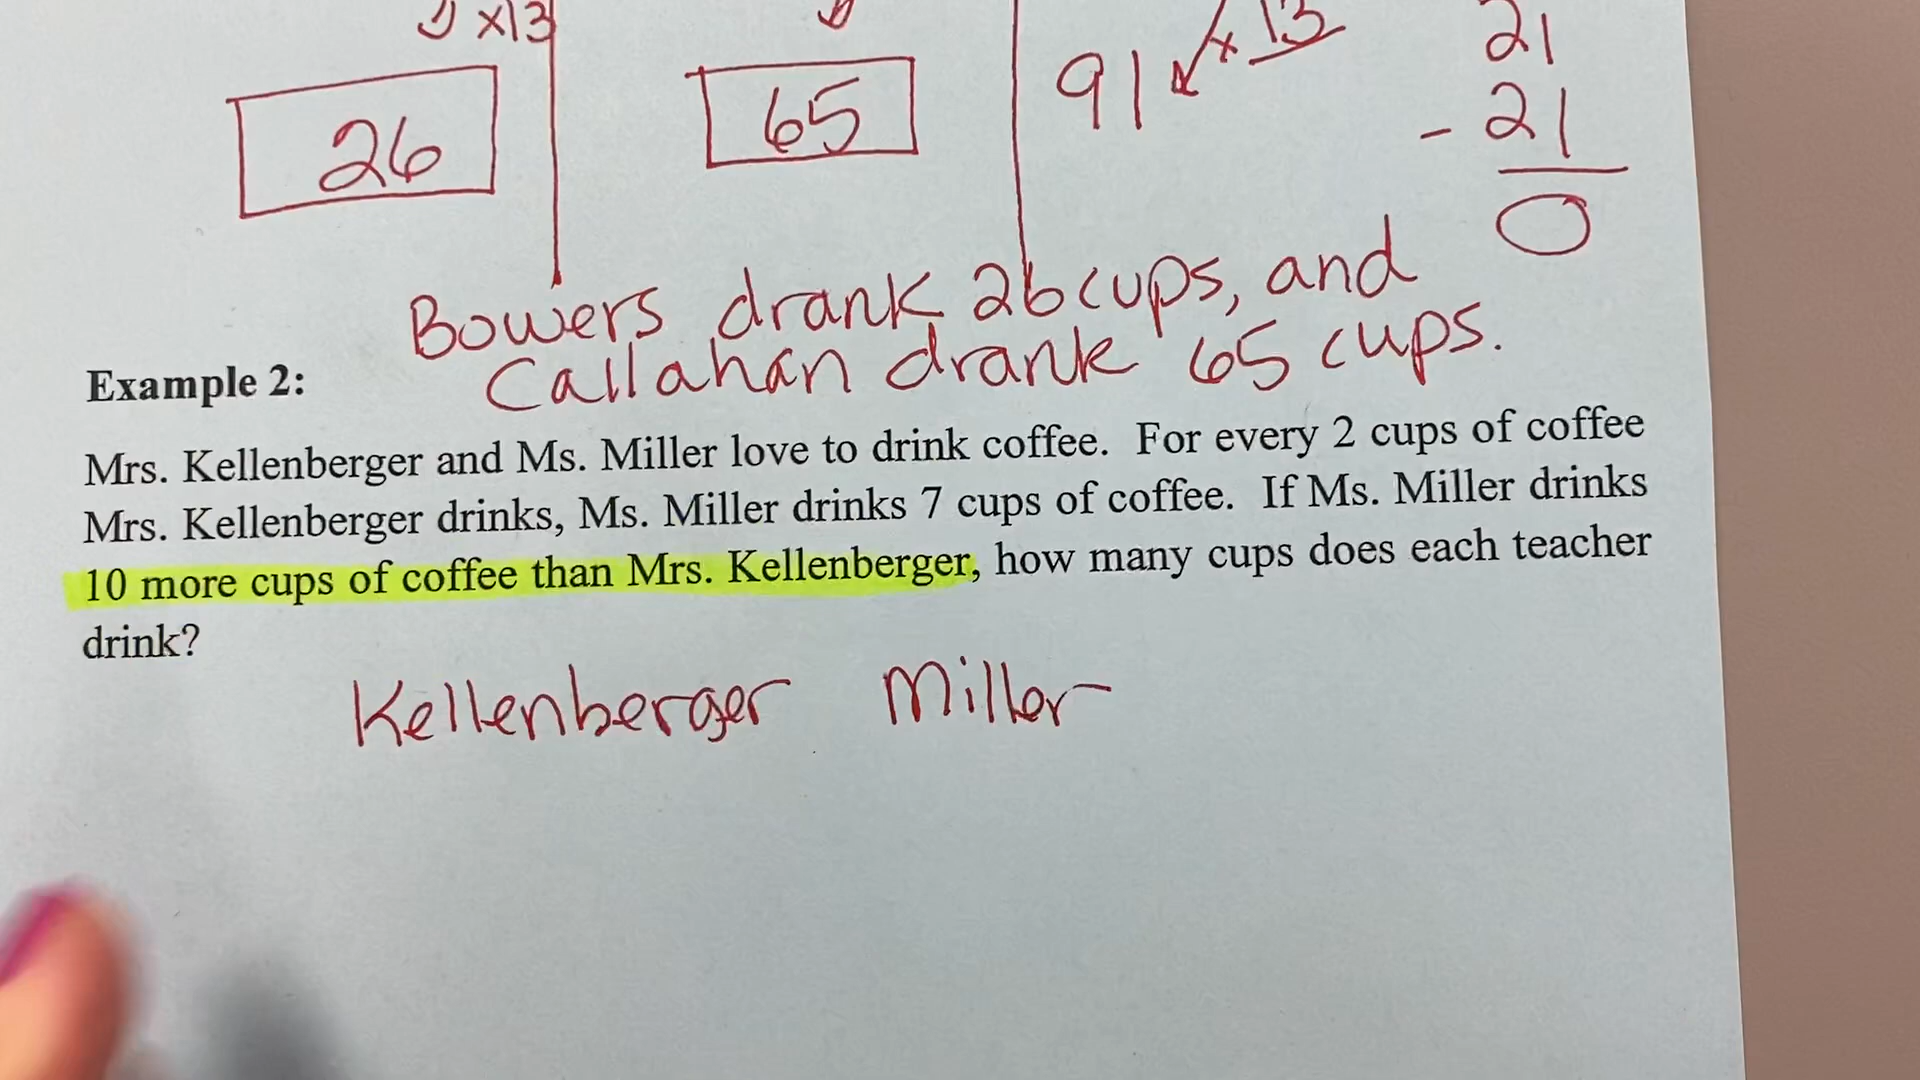 x13
x 13
21
26
65
91
- 21
0
Bowers drank 26 cups, and
Callahan drank 65 cups.
Example 2:
Mrs. Kellenberger and Ms. Miller love to drink coffee. For every 2 cups of coffee
Mrs. Kellenberger drinks, Ms. Miller drinks 7 cups of coffee. If Ms. Miller drinks
10 more cups of coffee than Mrs. Kellenberger, how many cups does each teacher
drink?
Kellenberger Miller